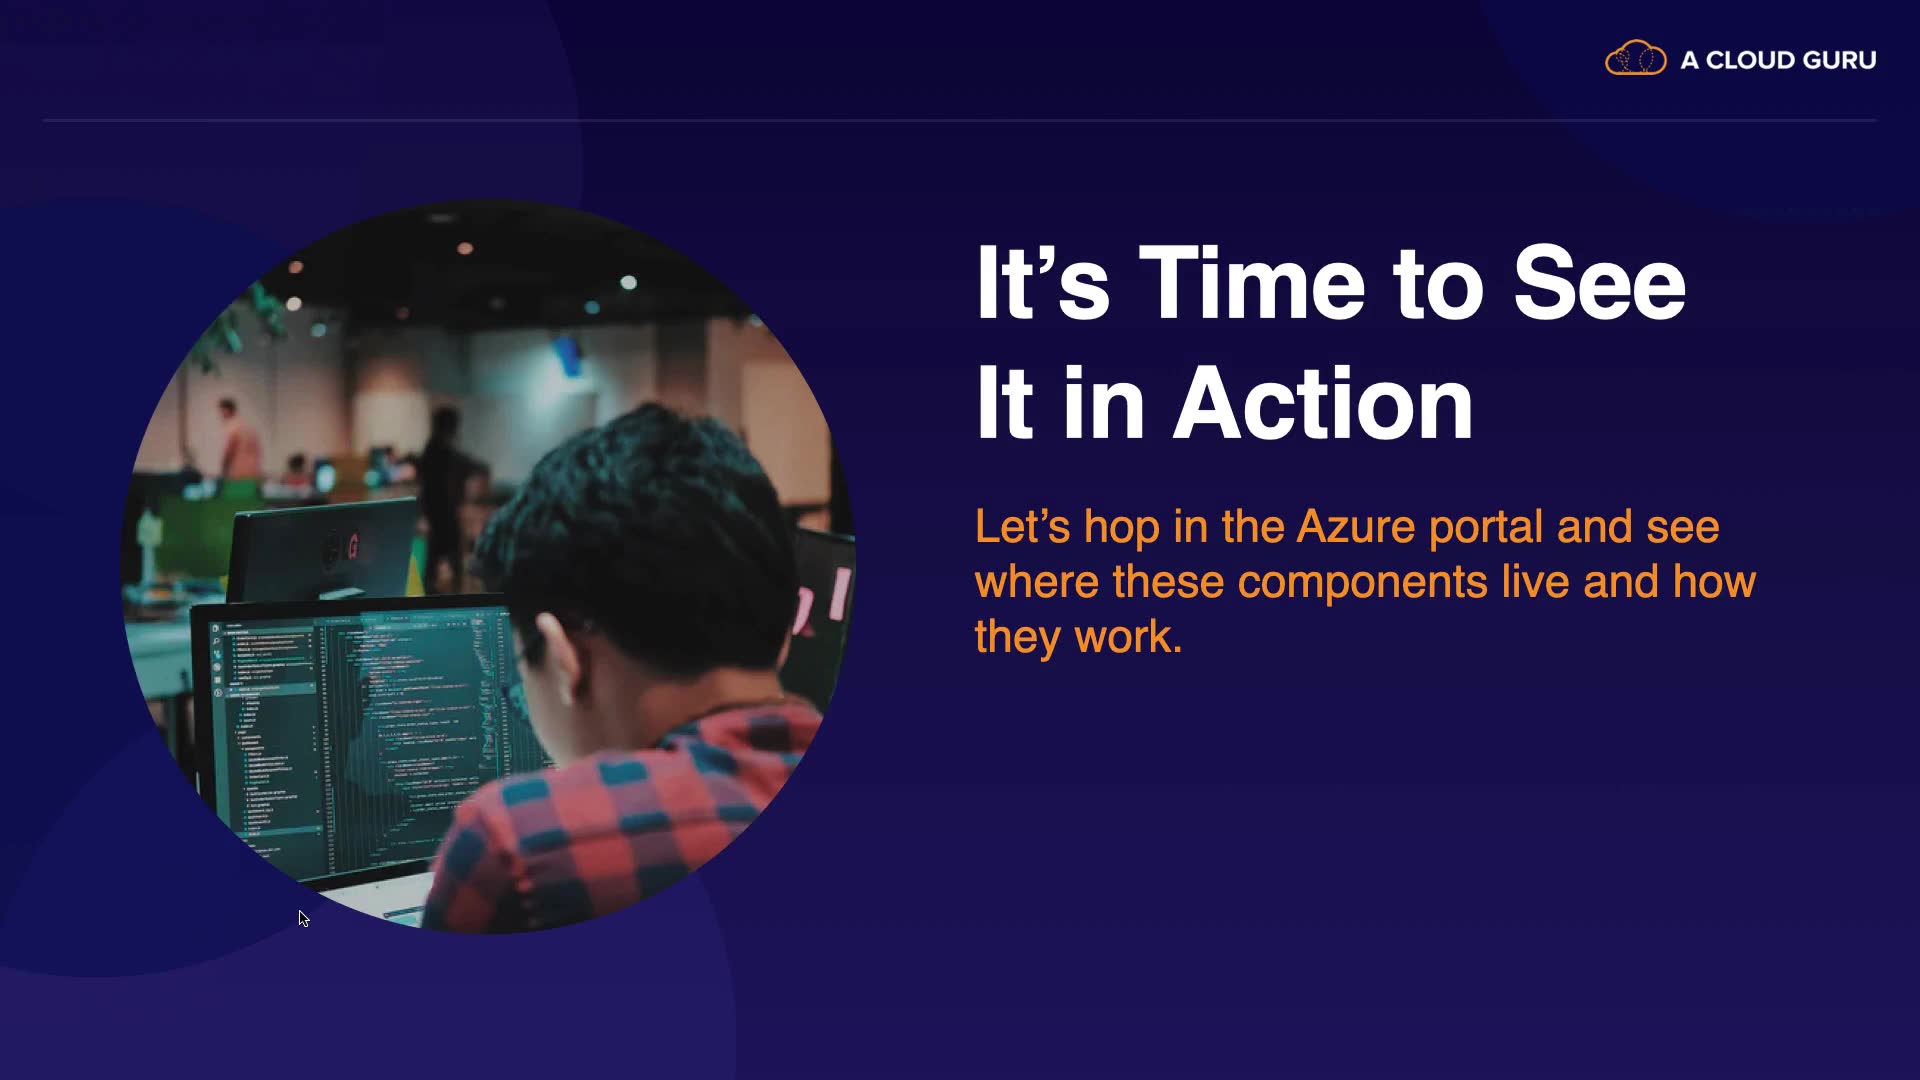 A CLOUD GURU
It’s Time to See
It in Action
Let’s hop in the Azure portal and see
where these components live and how
they work.